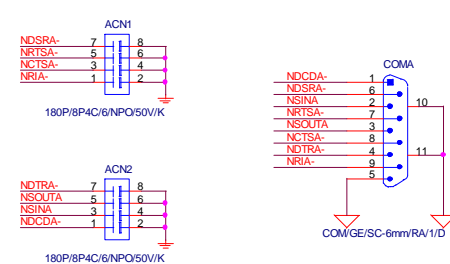 ACN1
NDSRA- 7 8
NRTSA- 5 6
NCTSA- 3 4
NRIA- 1 2
180P/8P4C/6/NPO/50V/K
ACN2
NDTRA- 7 8
NSOUTA 5 6
NSINA 3 4
NDCDA- 1 2
180P/8P4C/6/NPO/50V/K
COMA
NDCDA- 1
NDSRA- 6
NSINA 2 10
NRTSA- 7
NSOUTA 3
NCTSA- 8
NDTRA- 4 11
NRIA- 9
5
COM/GE/SC-6mm/RA/1/D